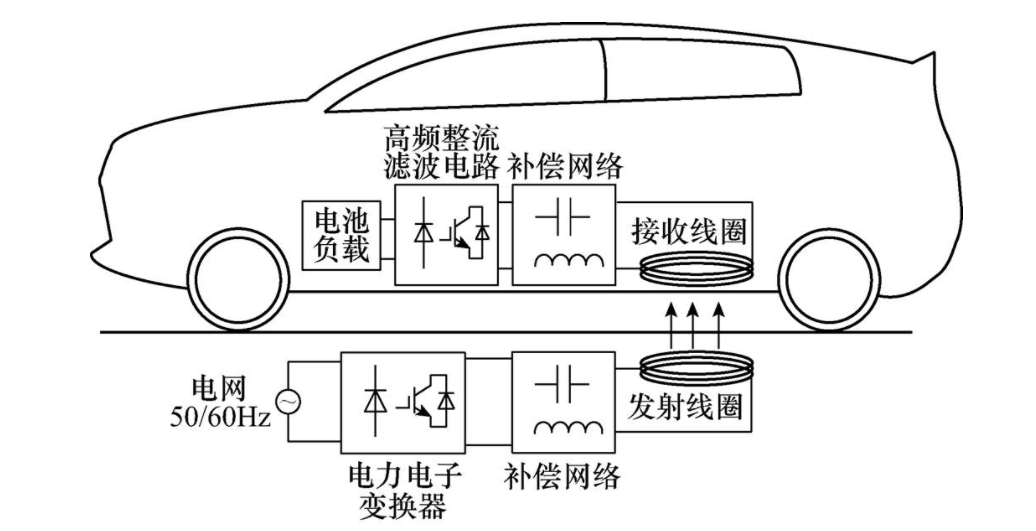 高频整流
滤波电路
补偿网络
电池
负载
接收线圈
电网
50/60Hz
发射线圈
电力电子
变换器
补偿网络